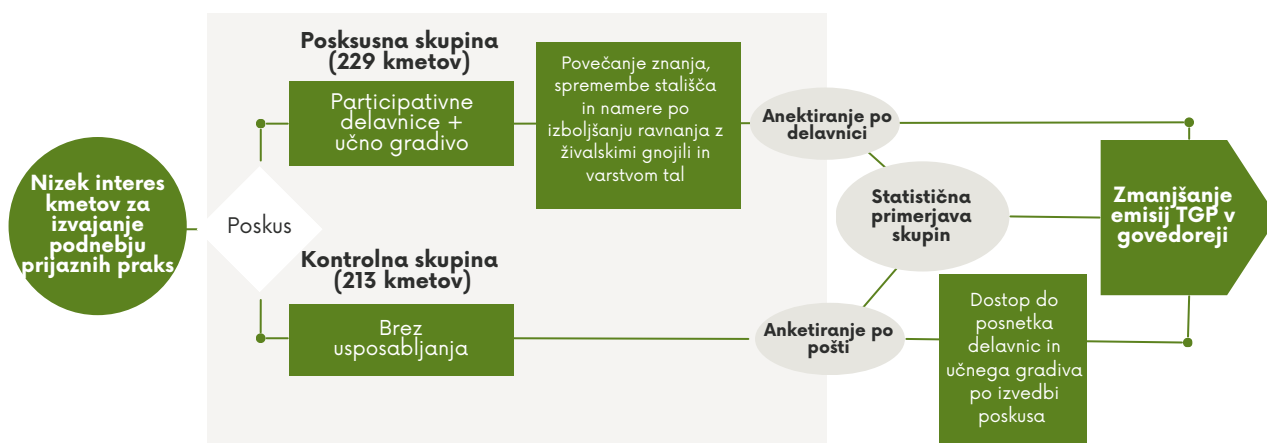 Nizek interes
kmetov za
izvajanje
podnebju
prijaznih praks
Poskus
Posksusna skupina
(229 kmetov)
Participativne
delavnice +
učno gradivo
Povečanje znanja,
spremembe stališča
in namere po
izboljšanju ravnanja z
živalskimi gnojili in
varstvom tal
Anektiranje po
delavnici
Kontrolna skupina
(213 kmetov)
Brez
usposabljanja
Anketiranje po
pošti
Statistična
primerjava
skupin
Dostop do
posnetka
delavnic in
učnega gradiva
po izvedbi
poskusa
Zmanjšanje
emisij TGP v
govedoreji